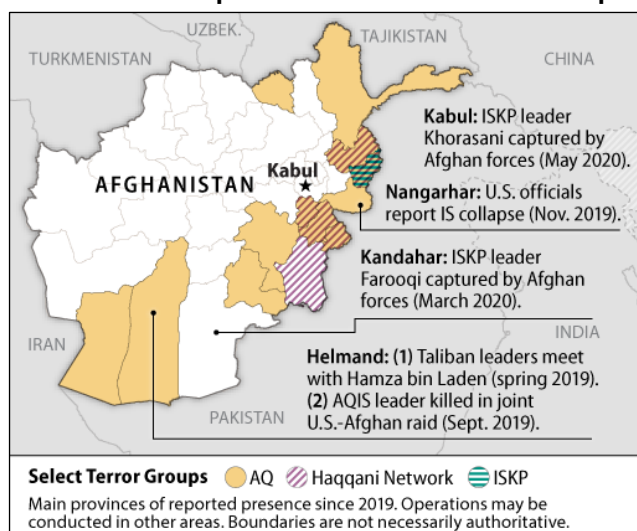 UZBEK.
TAJIKISTAN
TURKMENISTAN
CHINA
Kabul: ISKP leader
Khorasani captured by
Afghan forces (May 2020).
Kabul
AFGHANISTAN
Nangarhar: U.S. officials
report IS collapse (Nov. 2019).
Kandahar: ISKP leader
Farooqi captured by Afghan
forces (March 2020).
IRAN
INDIA
Helmand: (1) Taliban leaders meet
with Hamza bin Laden (spring 2019).
(2) AQIS leader killed in joint
U.S.-Afghan raid (Sept. 2019).
PAKISTAN
Select Terror Groups AQ Haqqani Network ISKP
Main provinces of reported presence since 2019. Operations may be
conducted in other areas. Boundaries are not necessarily authoritative.